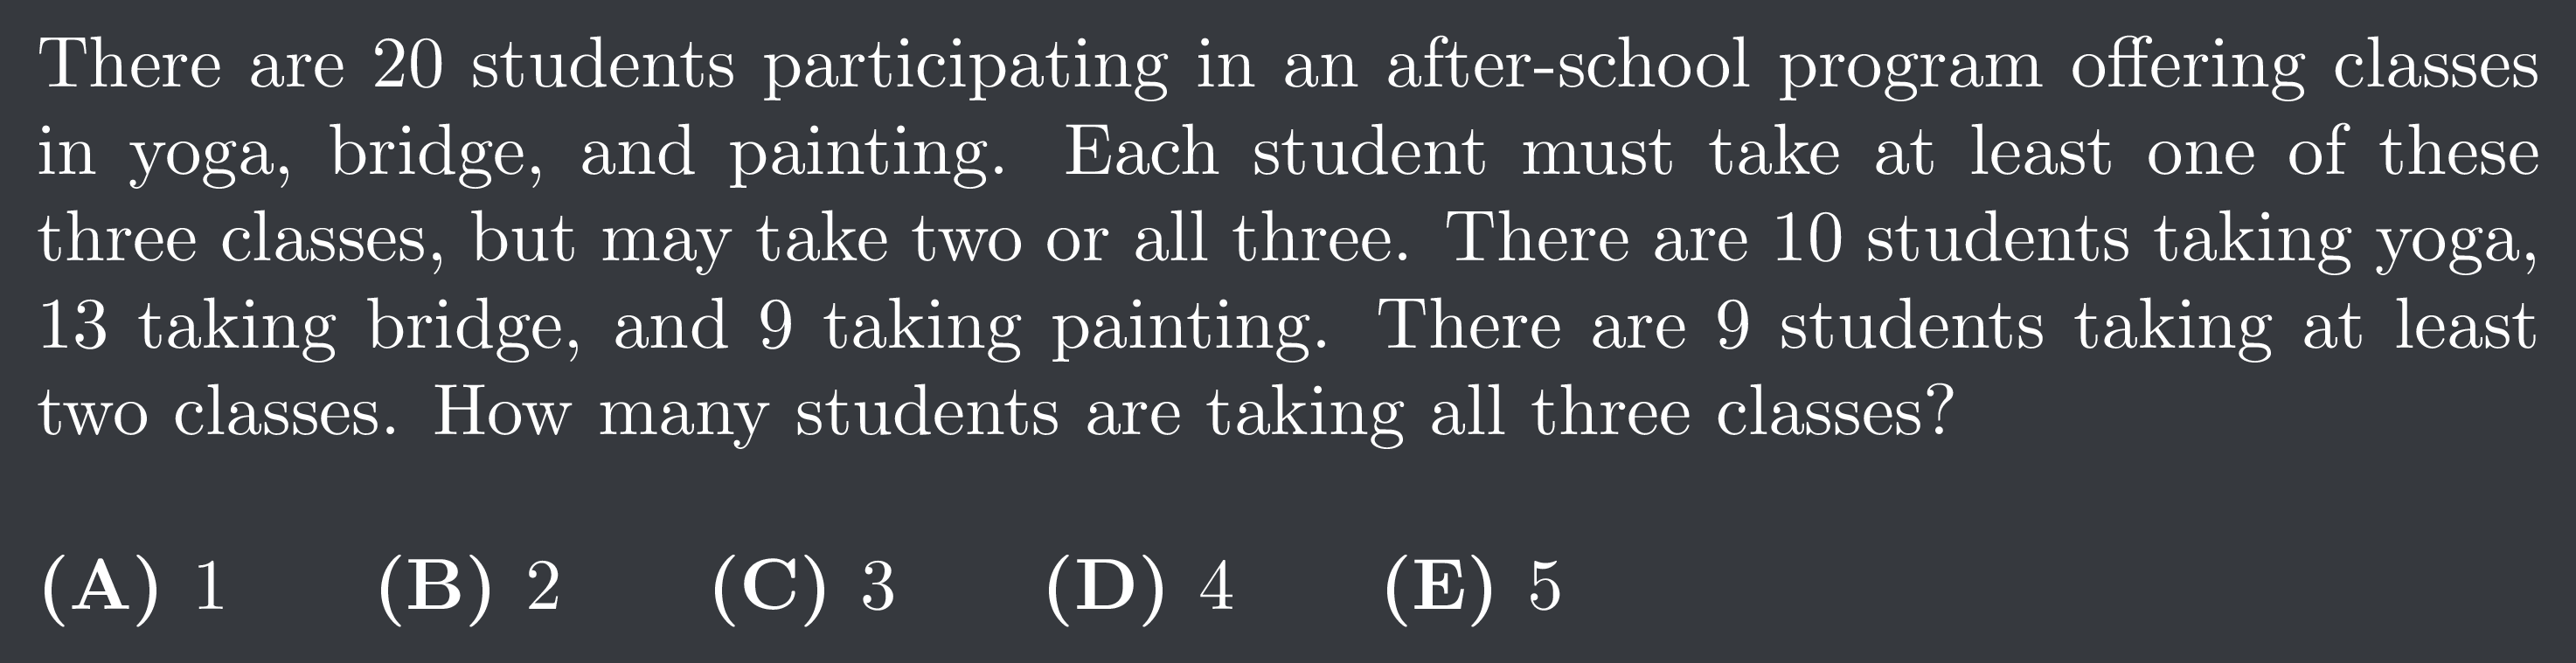 There are 20 students participating in an after-school program offering classes
in yoga, bridge, and painting. Each student must take at least one of these
three classes, but may take two or all three. There are 10 students taking yoga,
13 taking bridge, and 9 taking painting. There are 9 students taking at least
two classes. How many students are taking all three classes?
(A) 1 (B) 2 (C) 3 (D) 4 (E) 5